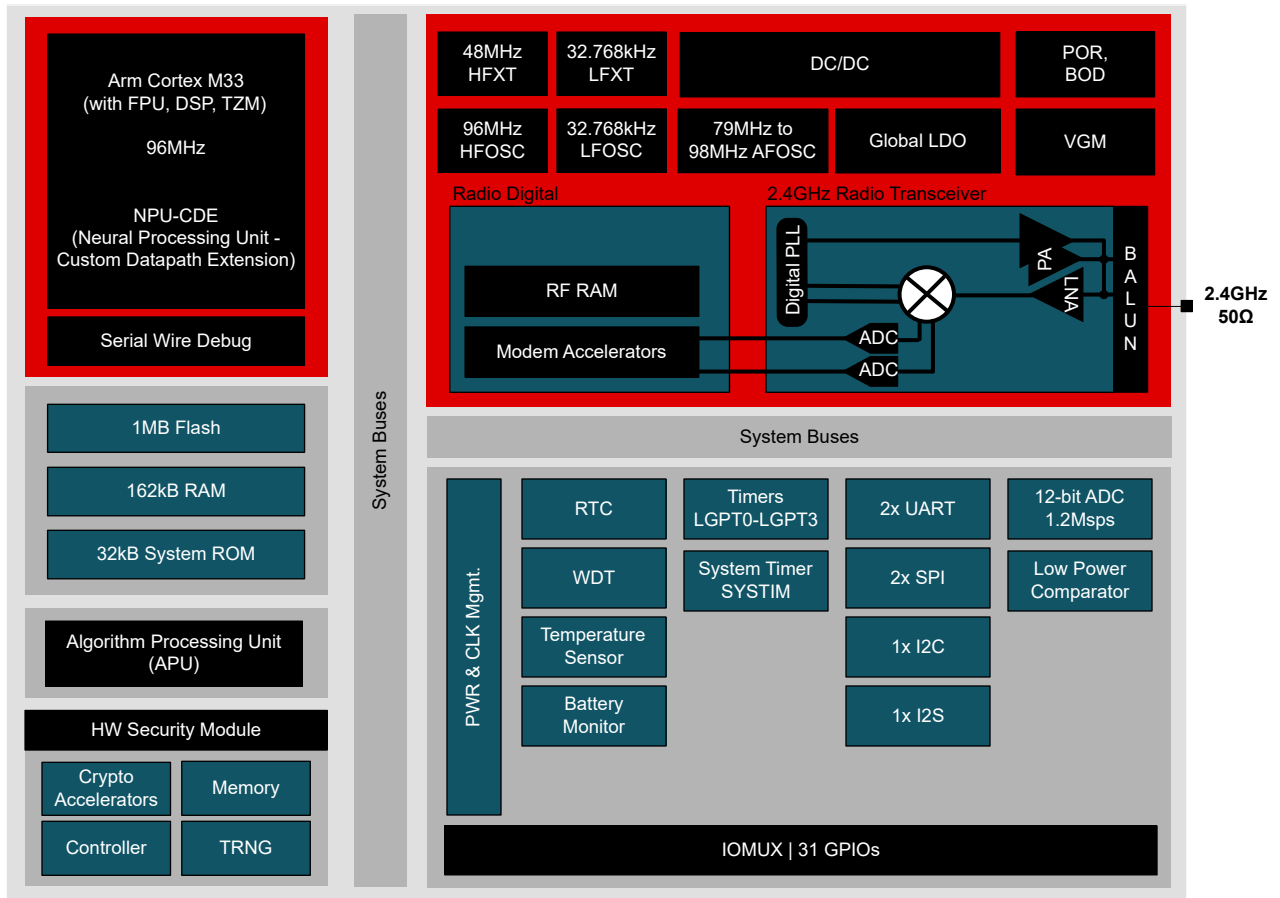 Arm Cortex M33
(with FPU, DSP, TZM)
96MHz
NPU-CDE
(Neural Processing Unit -
Custom Datapath Extension)
Serial Wire Debug
1MB Flash
162kB RAM
32kB System ROM
Algorithm Processing Unit
(APU)
HW Security Module
Crypto
Accelerators
Memory
Controller
TRNG
System Buses
48MHz
HFXT
32.768kHz
LFXT
DC/DC
POR,
BOD
96MHz
HFOSC
32.768kHz
LFOSC
79MHz to
98MHz AFOSC
Global LDO
VGM
Radio Digital
RF RAM
Modem Accelerators
2.4GHz Radio Transceiver
Digital PLL
ADC
ADC
PA
LNA
BALUN
2.4GHz
50Ω
System Buses
PWR & CLK Mgmt.
RTC
WDT
Temperature
Sensor
Battery
Monitor
Timers
LGPT0-LGPT3
System Timer
SYSTIM
2x UART
2x SPI
1x I2C
1x I2S
12-bit ADC
1.2Msps
Low Power
Comparator
IOMUX | 31 GPIOs